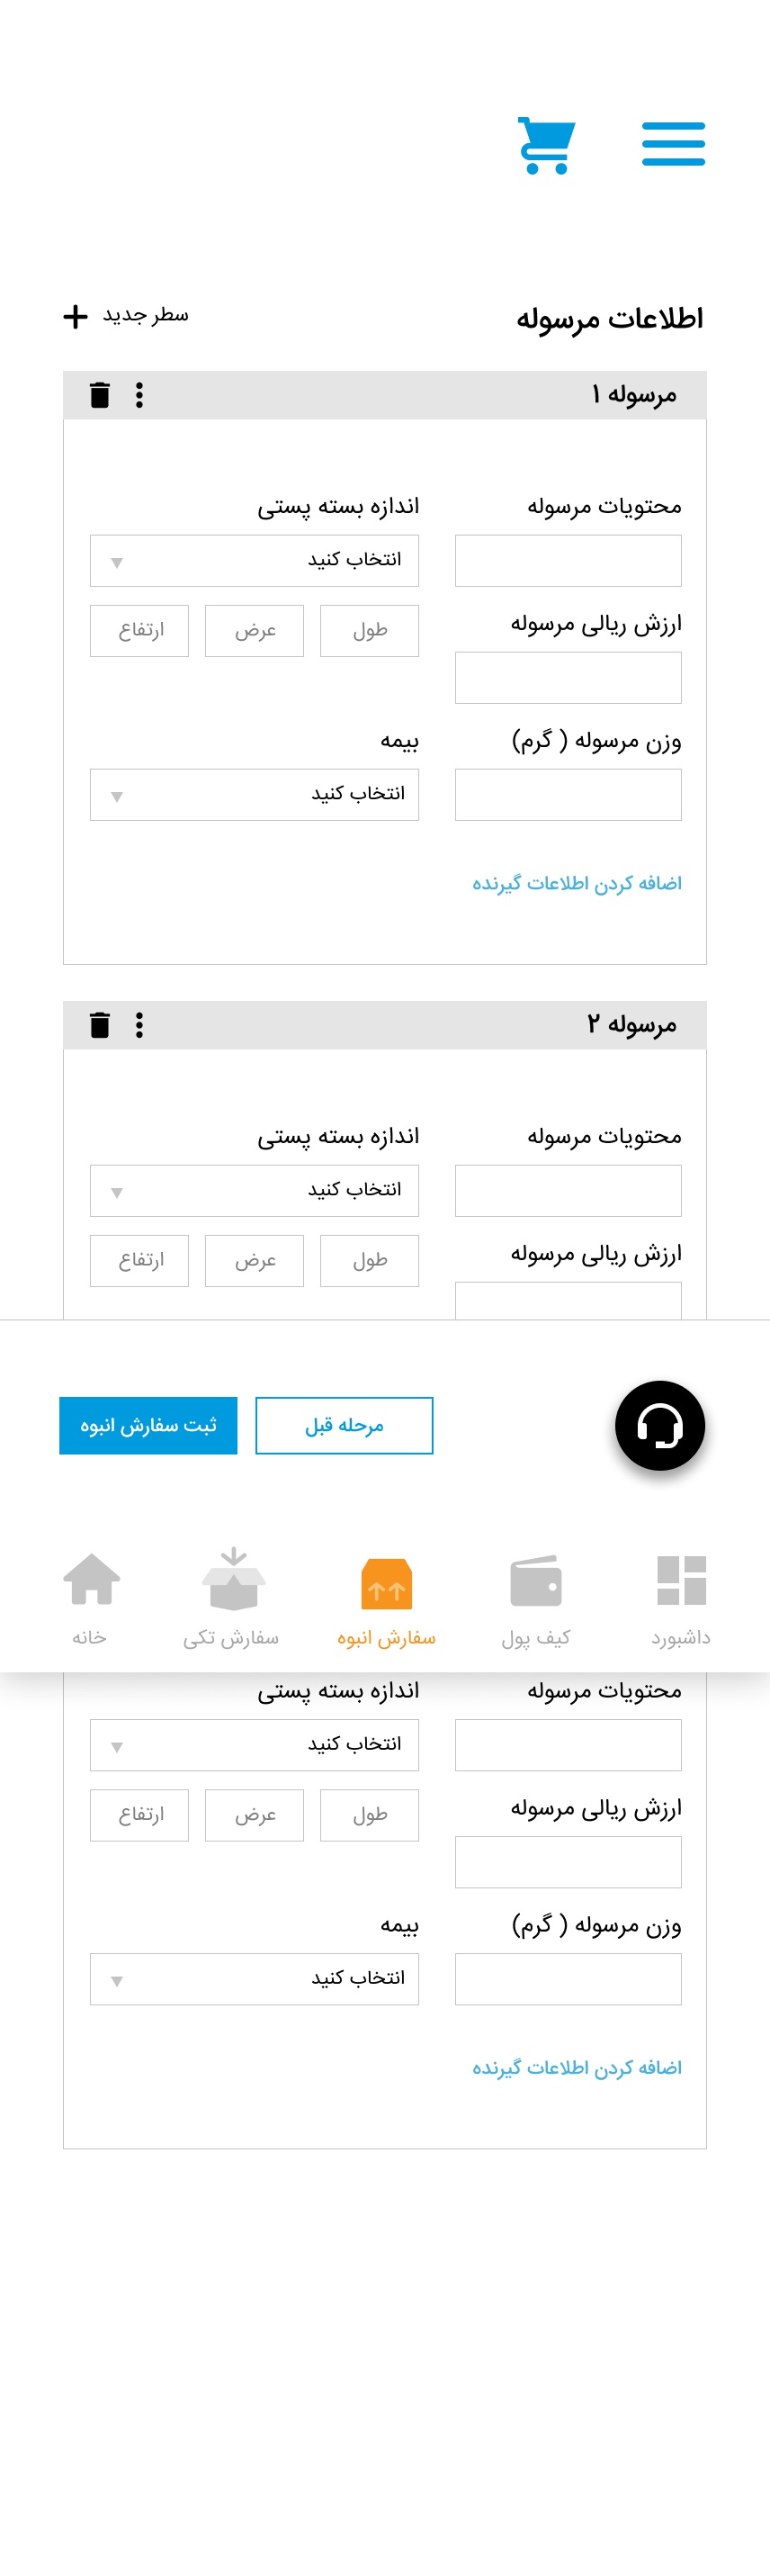 اطلاعات مرسوله
سطر جدید
مرسوله ۱
محتویات مرسوله
اندازه بسته پستی
انتخاب کنید
طول
عرض
ارتفاع
ارزش ریالی مرسوله
وزن مرسوله ( گرم)
بیمه
انتخاب کنید
اضافه کردن اطلاعات گیرنده
مرسوله ۲
محتویات مرسوله
اندازه بسته پستی
انتخاب کنید
طول
عرض
ارتفاع
ارزش ریالی مرسوله
مرحله قبل
ثبت سفارش انبوه
داشبورد
کیف پول
سفارش انبوه
سفارش تکی
خانه
محتویات مرسوله
اندازه بسته پستی
انتخاب کنید
طول
عرض
ارتفاع
ارزش ریالی مرسوله
وزن مرسوله ( گرم)
بیمه
انتخاب کنید
اضافه کردن اطلاعات گیرنده